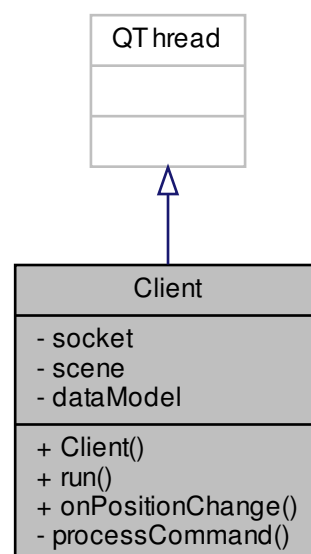 QThread
Client
- socket
- scene
- dataModel
+ Client()
+ run()
+ onPositionChange()
- processCommand()